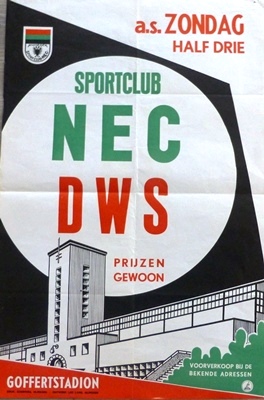 a.s. ZONDAG
HALF DRIE
SPORTCLUB
NEC
DWS
PRIJZEN
GEWOON
VOORVERKOOP BIJ DE
BEKENDE ADRESSEN
GOFFERTSTADION